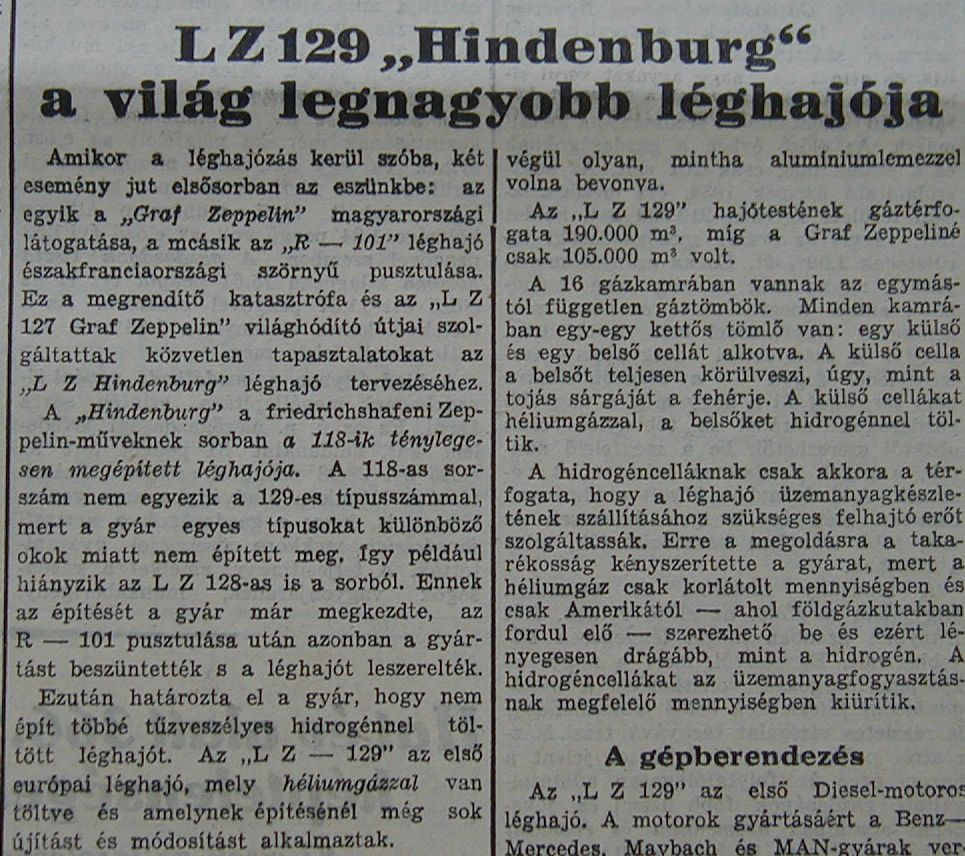 LZ 129 „Hindenburg“
a világ legnagyobb léghajója
Amikor a léghajózás kerül szóba, két
esemény jut elsősorban az eszünkbe: az
egyik a „Graf Zeppelin” magyarországi
látogatása, a mcásik az „R — 101” léghajó
északfranciaországi szörnyű pusztulása.
Ez a megrendítő katasztrófa és az „L Z
127 Graf Zeppelin” világhódító útjai szol-
gáltattak közvetlen tapasztalatokat az
„L Z Hindenburg” léghajó tervezéséhez.
A „Hindenburg” a friedrichshafeni Zep-
pelin-műveknek sorban a 118-ik ténylege-
sen megépített léghajója. A 118-as sor-
szám nem egyezik a 129-es típusszámmal,
mert a gyár egyes típusokat különböző
okok miatt nem épített meg. Így például
hiányzik az L Z 128-as is a sorból. Ennek
az építését a gyár már megkezdte, az
R — 101 pusztulása után azonban a gyár-
tást beszüntették s a léghajót leszerelték.
Ezután határozta el a gyár, hogy nem
épít többé tűzveszélyes hidrogénnel töl-
tött léghajót. Az „L Z — 129” az első
európai léghajó, mely héliumgázzal van
töltve és amelynek építésénél még sok
újítást és módosítást alkalmaztak.
végül olyan, mintha aluminiumlemezzel
volna bevonva.
Az „L Z 129” hajótestének gáztérfo-
gata 190.000 m³, míg a Graf Zeppeliné
csak 105.000 m³ volt.
A 16 gázkamrában vannak az egymás-
tól független gáztömbök. Minden kamrá-
ban egy-egy kettős tömlő van: egy külső
és egy belső cellát alkotva. A külső cella
a belsőt teljesen körülveszi, úgy, mint a
tojás sárgáját a fehérje. A külső cellákat
héliumgázzal, a belsőket hidrogénnel töl-
tik.
A hidrogéncelláknak csak akkora a tér-
fogata, hogy a léghajó üzemanyagkészle-
tének szállításához szükséges felhajtó erőt
szolgáltassák. Erre a megoldásra a taka-
rékosság kényszerítette a gyárat, mert a
héliumgáz csak korlátolt mennyiségben és
csak Amerikától — ahol földgázkutakban
fordul elő — szerezhető be és ezért lé-
nyegesen drágább, mint a hidrogén. A
hidrogéncellákat az üzemanyagfogyasztás-
nak megfelelő mennyiségben kiürítik.
A gépberendezés
Az „L Z 129” az első Diesel-motoros
léghajó. A motorok gyártásáért a Benz—
Mercedes, Maybach és MAN-gyárak ver-